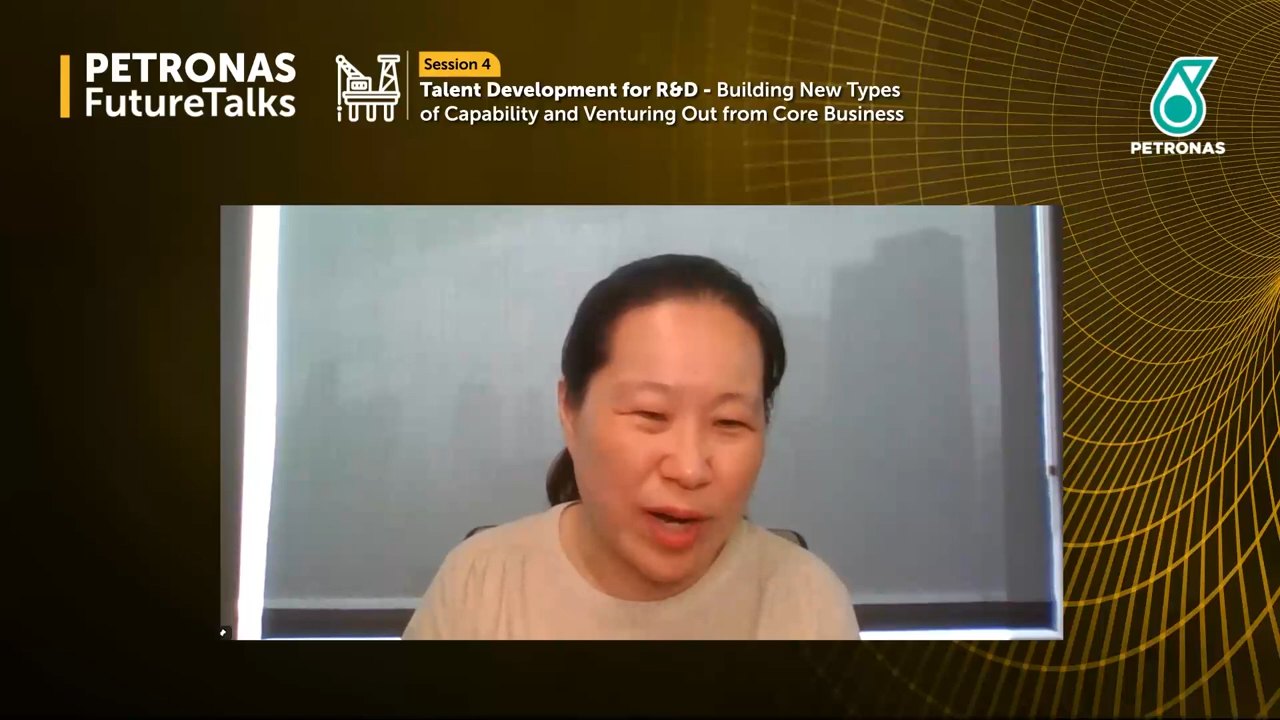 PETRONAS
FutureTalks
Session 4
Talent Development for R&D - Building New Types
of Capability and Venturing Out from Core Business
PETRONAS